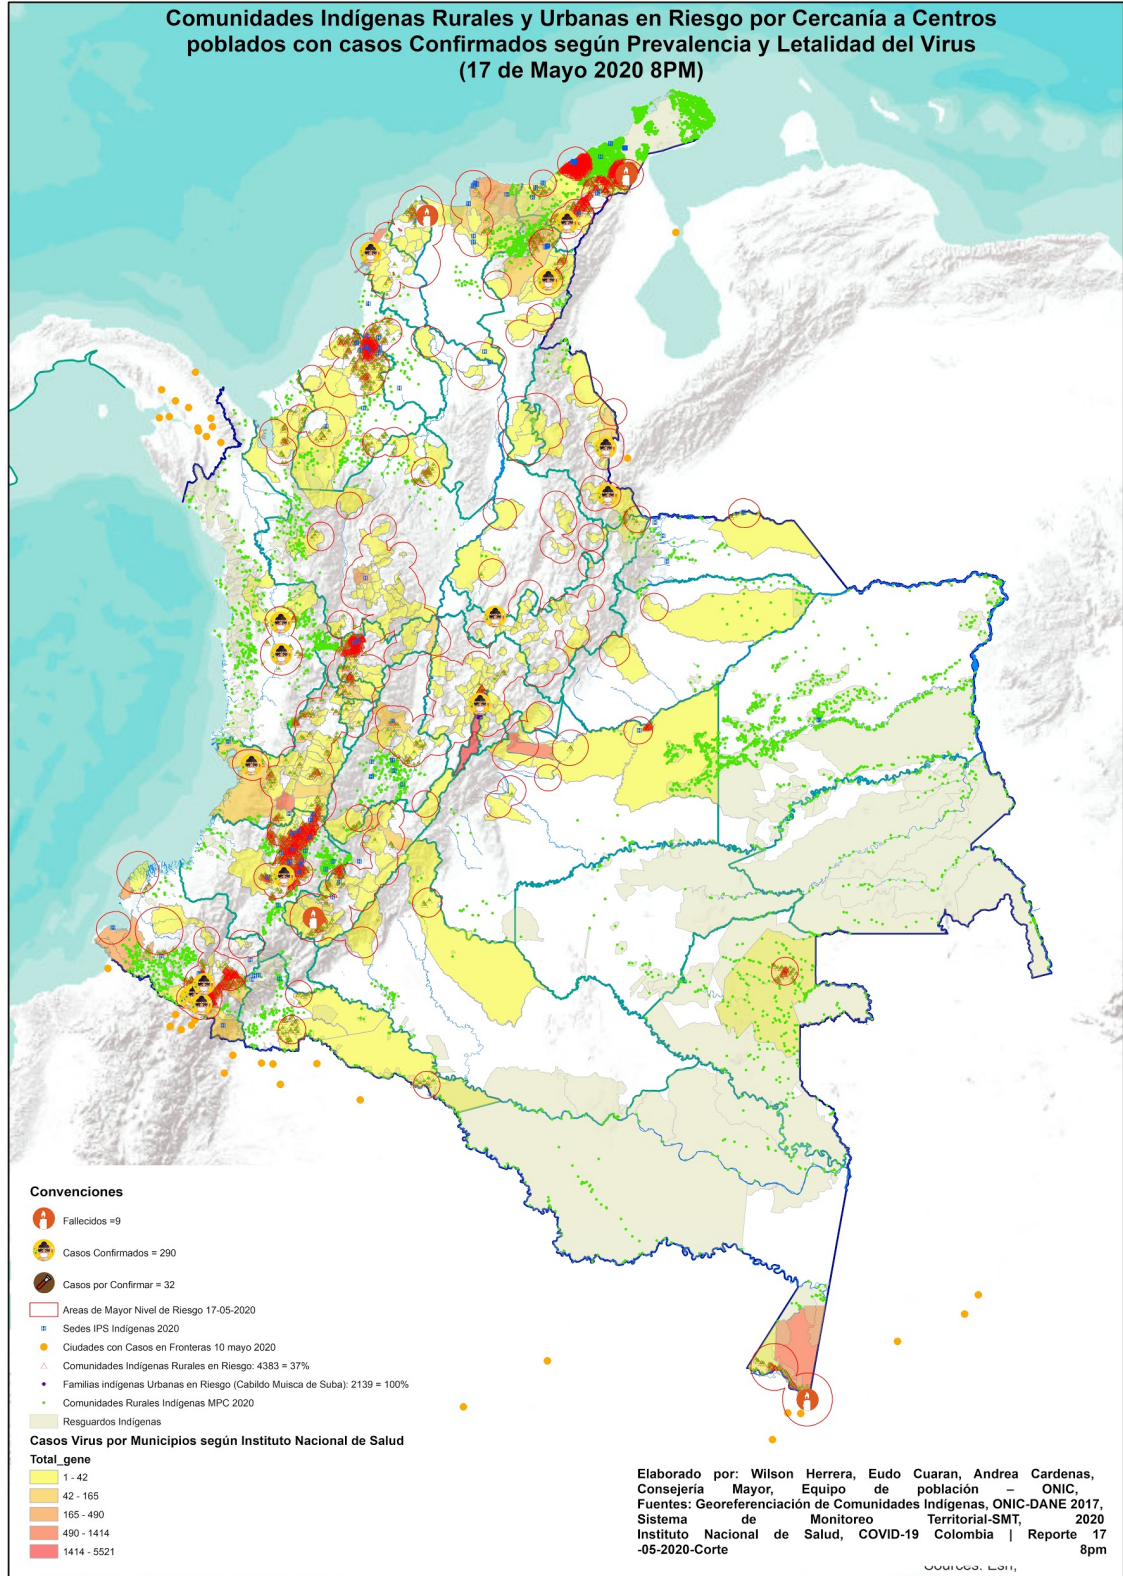 Comunidades Indígenas Rurales y Urbanas en Riesgo por Cercanía a Centros
poblados con casos Confirmados según Prevalencia y Letalidad del Virus
(17 de Mayo 2020 8PM)
Convenciones
Fallecidos =9
Casos Confirmados = 290
Casos por Confirmar = 32
Areas de Mayor Nivel de Riesgo 17-05-2020
Sedes IPS Indígenas 2020
Ciudades con Casos en Fronteras 10 mayo 2020
Comunidades Indígenas Rurales en Riesgo: 4383 = 37%
Familias indígenas Urbanas en Riesgo (Cabildo Muisca de Suba): 2139 = 100%
Comunidades Rurales Indígenas MPC 2020
Resguardos Indígenas
Casos Virus por Municipios según Instituto Nacional de Salud
Total_gene
1 - 42
42 - 165
165 - 490
490 - 1414
1414 - 5521
Elaborado por: Wilson Herrera, Eudo Cuaran, Andrea Cardenas,
Consejería Mayor, Equipo de población – ONIC,
Fuentes: Georeferenciación de Comunidades Indígenas, ONIC-DANE 2017,
Sistema de Monitoreo Territorial-SMT, 2020
Instituto Nacional de Salud, COVID-19 Colombia | Reporte 17
-05-2020-Corte 8pm
Sources: Esri,